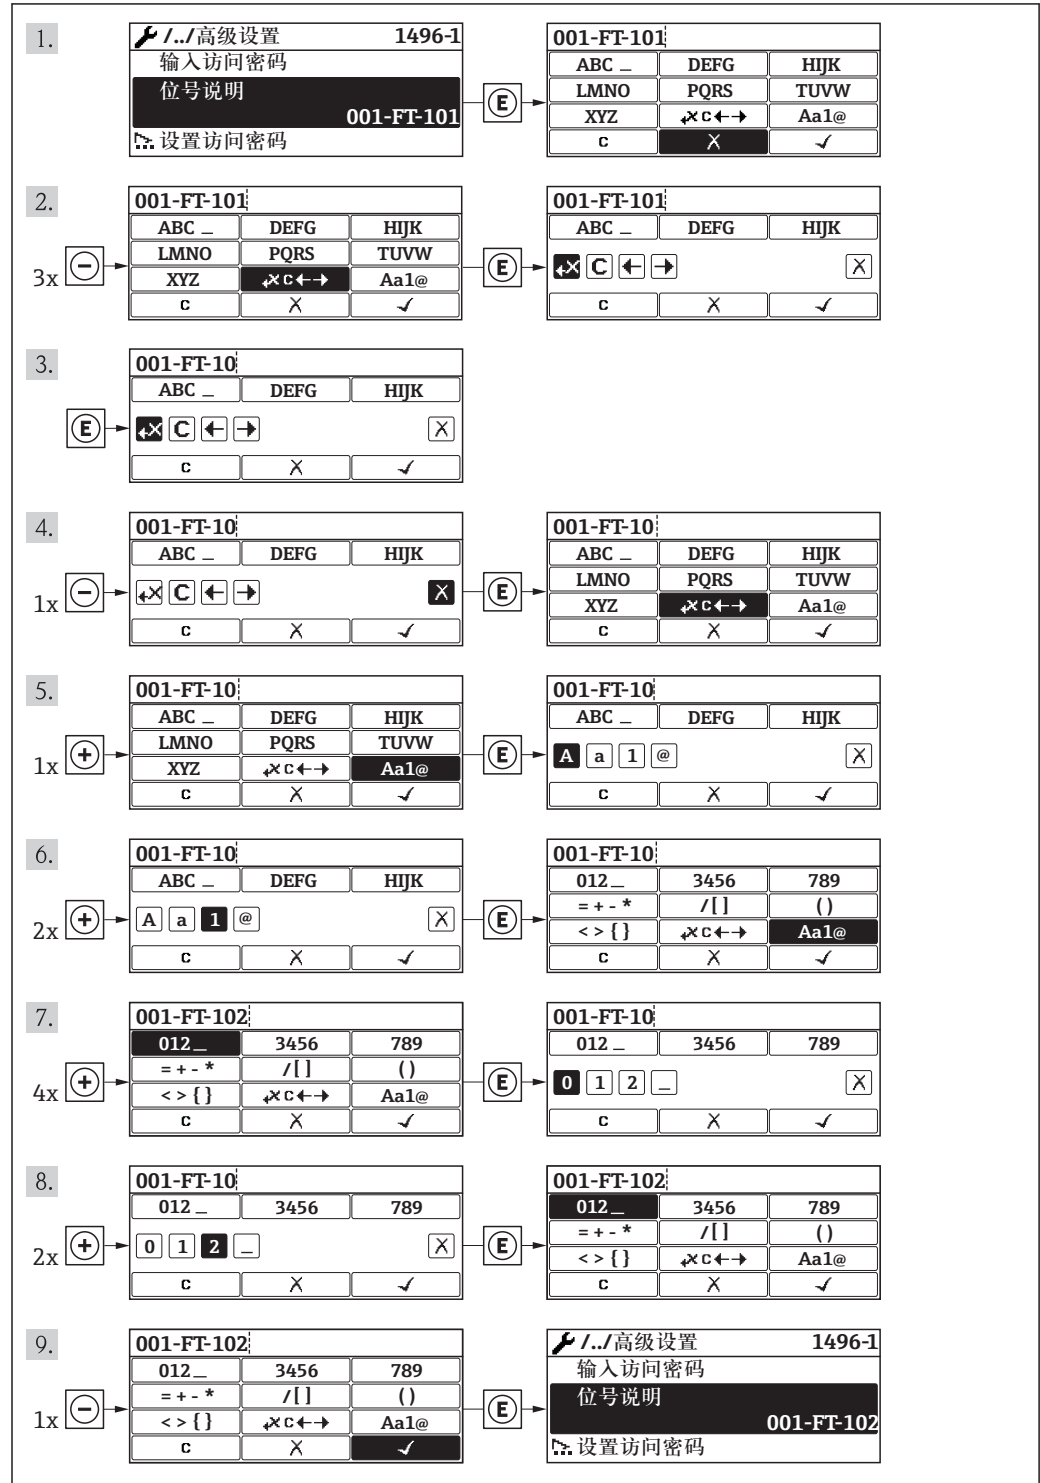 1.
/../高级设置 1496-1
输入访问密码
位号说明
001-FT-101
设置访问密码
E
001-FT-101
ABC _ DEFG HIJK
LMNO PQRS TUVW
XYZ C Aa1@
C X ✓
2.
3x −
001-FT-101
ABC _ DEFG HIJK
LMNO PQRS TUVW
XYZ C Aa1@
C X ✓
E
001-FT-101
ABC _ DEFG HIJK
C X
C X ✓
3.
E
001-FT-10
ABC _ DEFG HIJK
C X
C X ✓
4.
1x −
001-FT-10
ABC _ DEFG HIJK
C X
C X ✓
E
001-FT-10
ABC _ DEFG HIJK
LMNO PQRS TUVW
XYZ C Aa1@
C X ✓
5.
1x +
001-FT-10
ABC _ DEFG HIJK
LMNO PQRS TUVW
XYZ C Aa1@
C X ✓
E
001-FT-10
ABC _ DEFG HIJK
A a 1 @ X
C X ✓
6.
2x +
001-FT-10
ABC _ DEFG HIJK
A a 1 @ X
C X ✓
E
001-FT-10
012_ 3456 789
= + - * / [ ] ( )
< > { } C Aa1@
C X ✓
7.
4x +
001-FT-102
012_ 3456 789
= + - * / [ ] ( )
< > { } C Aa1@
C X ✓
E
001-FT-10
012 _ 3456 789
0 1 2 _ X
C X ✓
8.
2x +
001-FT-10
012 _ 3456 789
0 1 2 _ X
C X ✓
E
001-FT-102
012_ 3456 789
= + - * / [ ] ( )
< > { } C Aa1@
C X ✓
9.
1x −
001-FT-102
012_ 3456 789
= + - * / [ ] ( )
< > { } C Aa1@
C X ✓
E
/../高级设置 1496-1
输入访问密码
位号说明
001-FT-102
设置访问密码